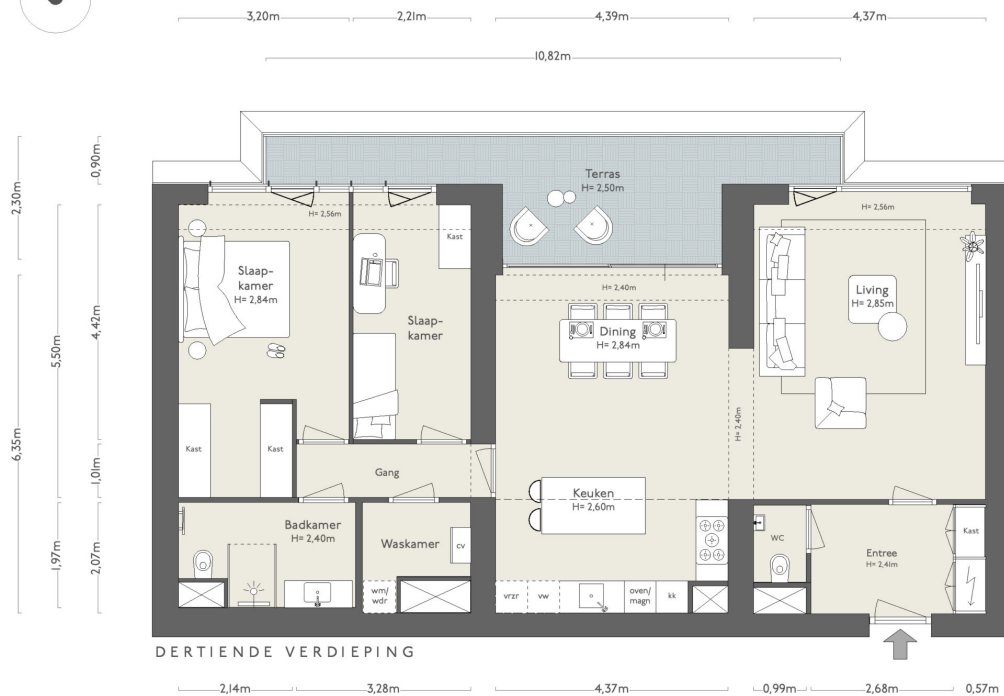 3,20m
2,21m
4,39m
4,37m
10,82m
0,90m
2,30m
Terras
H= 2,50m
H= 2,56m
H= 2,56m
Kast
Slaap-
kamer
H= 2,84m
H= 2,40m
Living
H= 2,85m
Slaap-
kamer
Dining
H= 2,84m
4,42m
5,50m
6,35m
H= 2,40m
Kast
Kast
1,01m
Gang
Keuken
H= 2,60m
Badkamer
H= 2,40m
Waskamer
cv
WC
Kast
Entree
H= 2,41m
1,97m
2,07m
wm/
wdr
vrzr
vw
oven/
magn
kk
DERTIENDE VERDIEPING
2,14m
3,28m
4,37m
0,99m
2,68m
0,57m